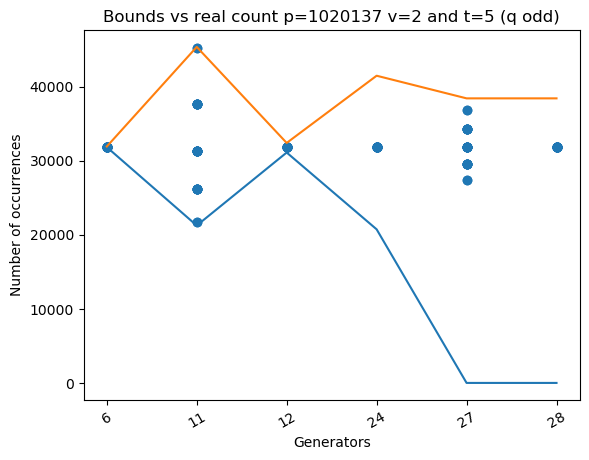 Bounds vs real count p=1020137 v=2 and t=5 (q odd)
Number of occurrences
40000
30000
20000
10000
0
6 11 12 24 27 28
Generators